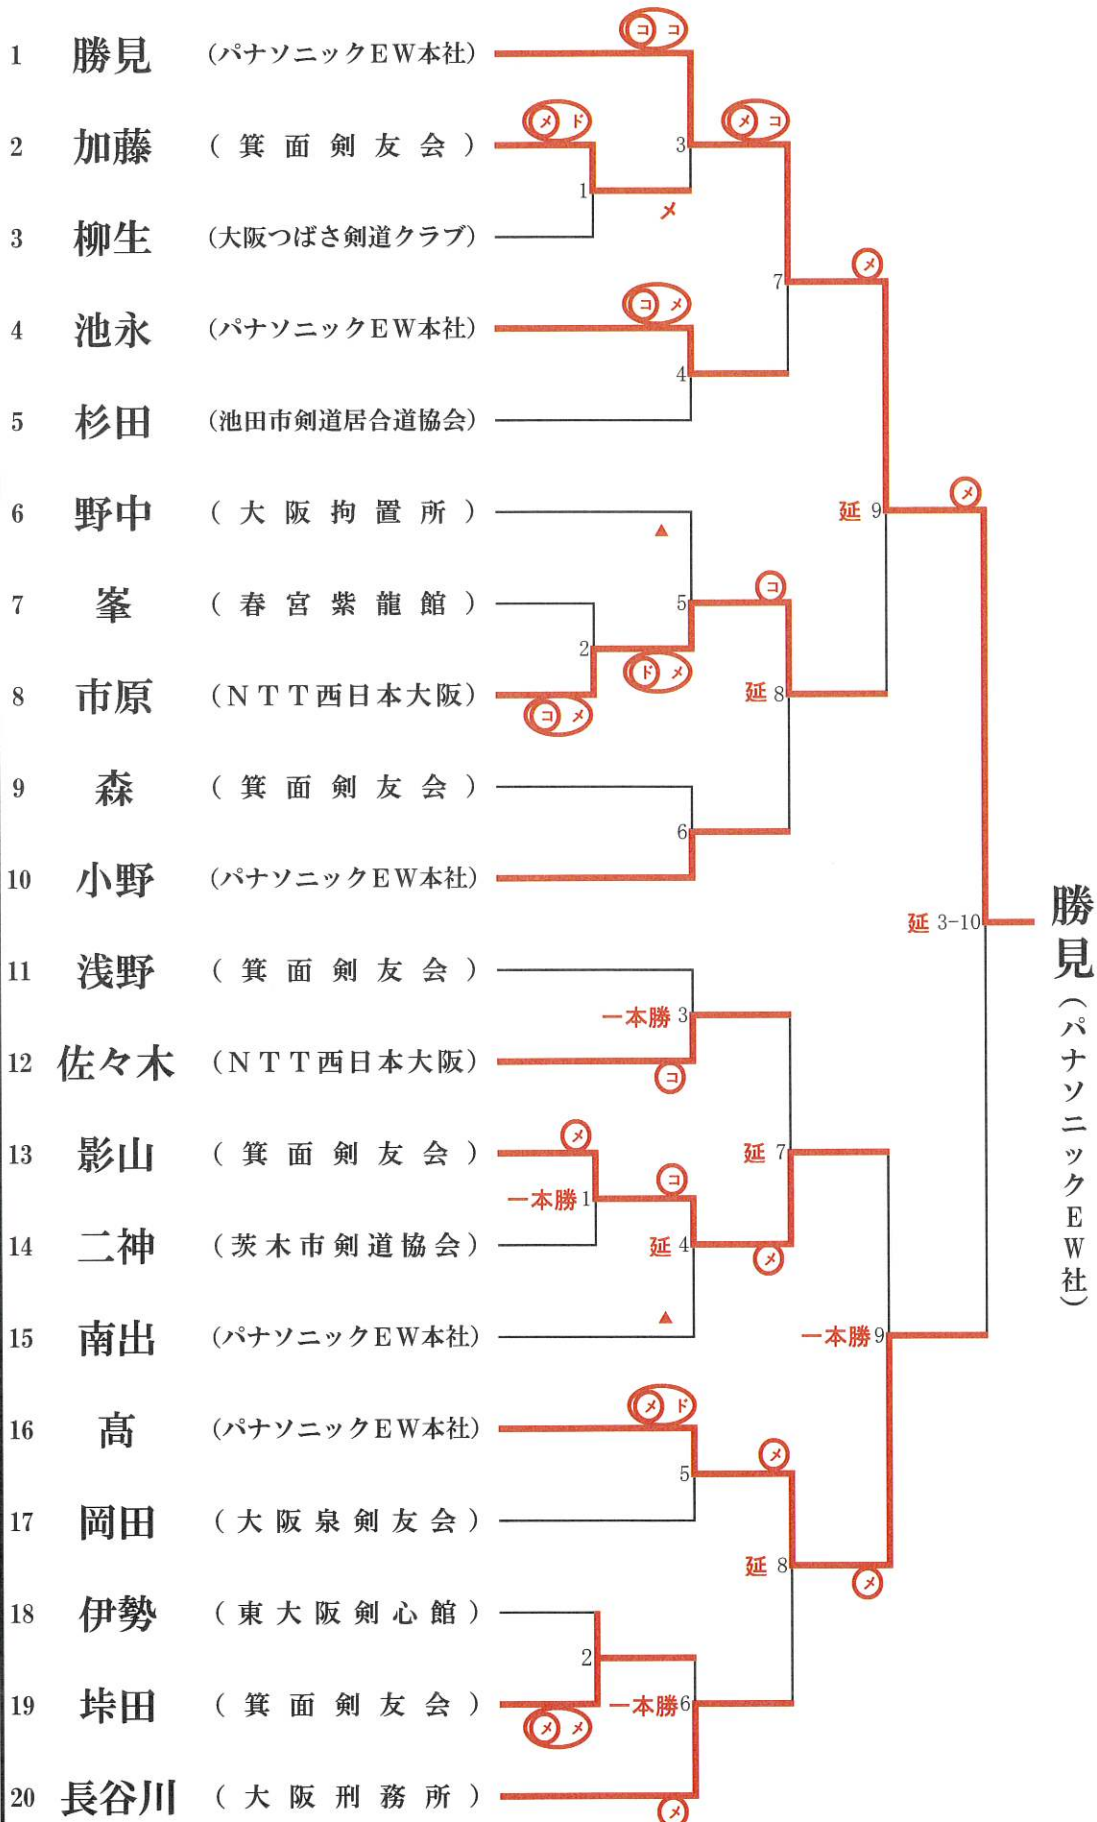 コ コ
1 勝見 (パナソニックEW本社)
メ ド
メ コ
2 加藤 (箕面剣友会)
3
1
メ
3 柳生 (大阪つばさ剣道クラブ)
メ
7
コ メ
4 池永 (パナソニックEW本社)
4
5 杉田 (池田市剣道居合道協会)
メ
6 野中 (大阪拘置所)
延 9
▲
コ
7 峯 (春宮紫龍館)
5
2
ド メ
8 市原 (NTT西日本大阪)
延 8
コ メ
9 森 (箕面剣友会)
6
10 小野 (パナソニックEW本社)
延 3-10
勝見 (パナソニックEW社)
11 浅野 (箕面剣友会)
一本勝 3
12 佐々木 (NTT西日本大阪)
コ
メ
13 影山 (箕面剣友会)
延 7
コ
一本勝 1
14 二神 (茨木市剣道協会)
延 4
メ
▲
15 南出 (パナソニックEW本社)
一本勝 9
メ ド
16 髙 (パナソニックEW本社)
メ
5
17 岡田 (大阪泉剣友会)
延 8
メ
18 伊勢 (東大阪剣心館)
2
19 垰田 (箕面剣友会)
一本勝 6
メ メ
20 長谷川 (大阪刑務所)
メ